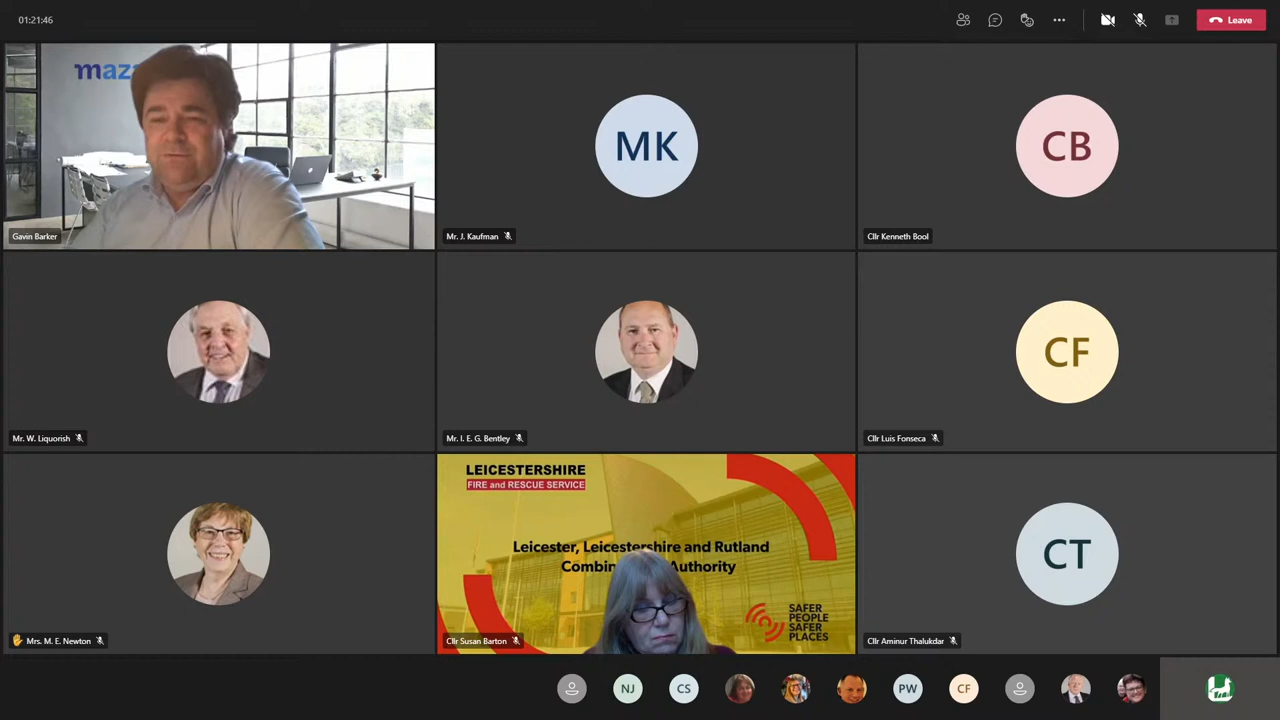 01:21:46
Leave
Gavin Barker
MK
Mr. J. Kaufman
CB
Cllr Kenneth Bool
Mr. W. Liquorish
Mr. I. E. G. Bentley
CF
Cllr Luis Fonseca
Mrs. M. E. Newton
LEICESTERSHIRE
FIRE and RESCUE SERVICE
Leicester, Leicestershire and Rutland
Authority
SAFER
PEOPLE
SAFER
PLACES
Cllr Susan Barton
CT
Cllr Aminur Thalukdar
NJ
CS
PW
CF